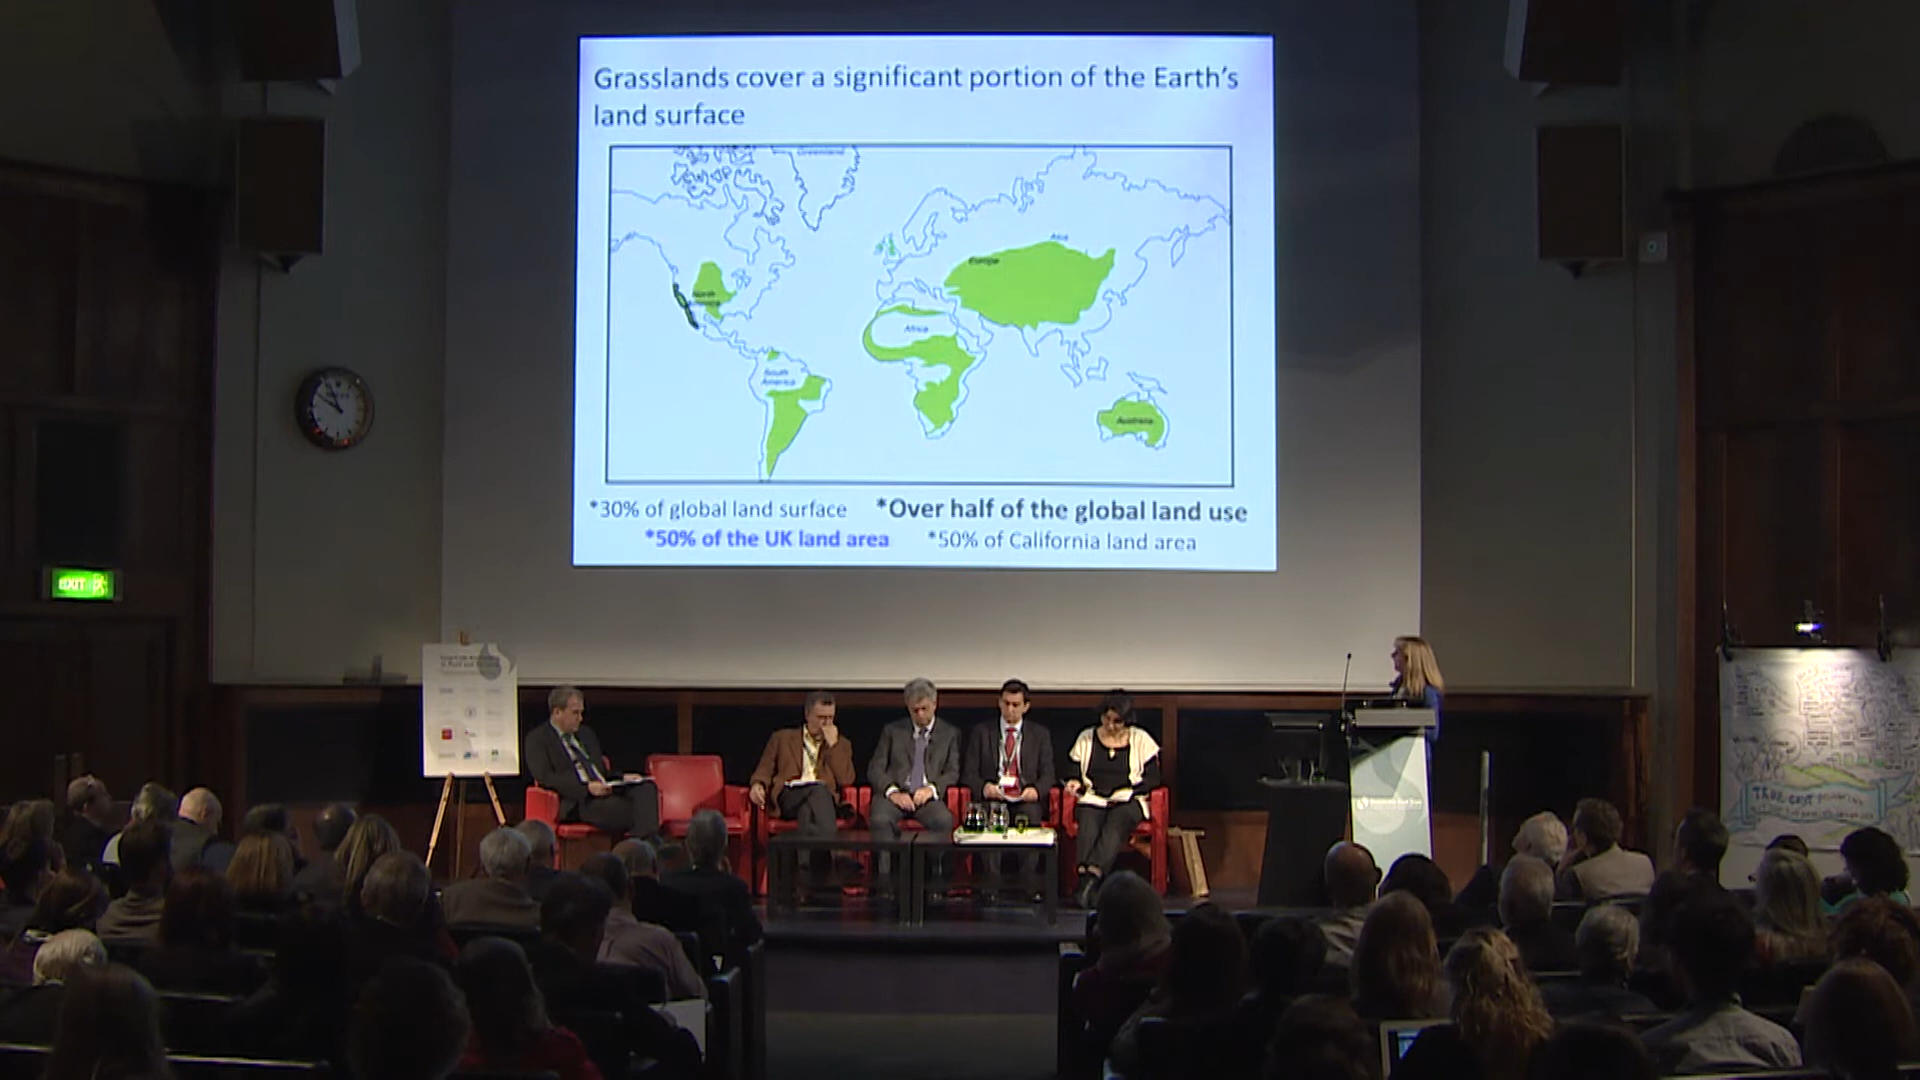 Grasslands cover a significant portion of the Earth's
land surface
Greenland
North
America
South
America
Europe
Asia
Africa
Australia
*30% of global land surface *Over half of the global land use
*50% of the UK land area *50% of California land area
EXIT